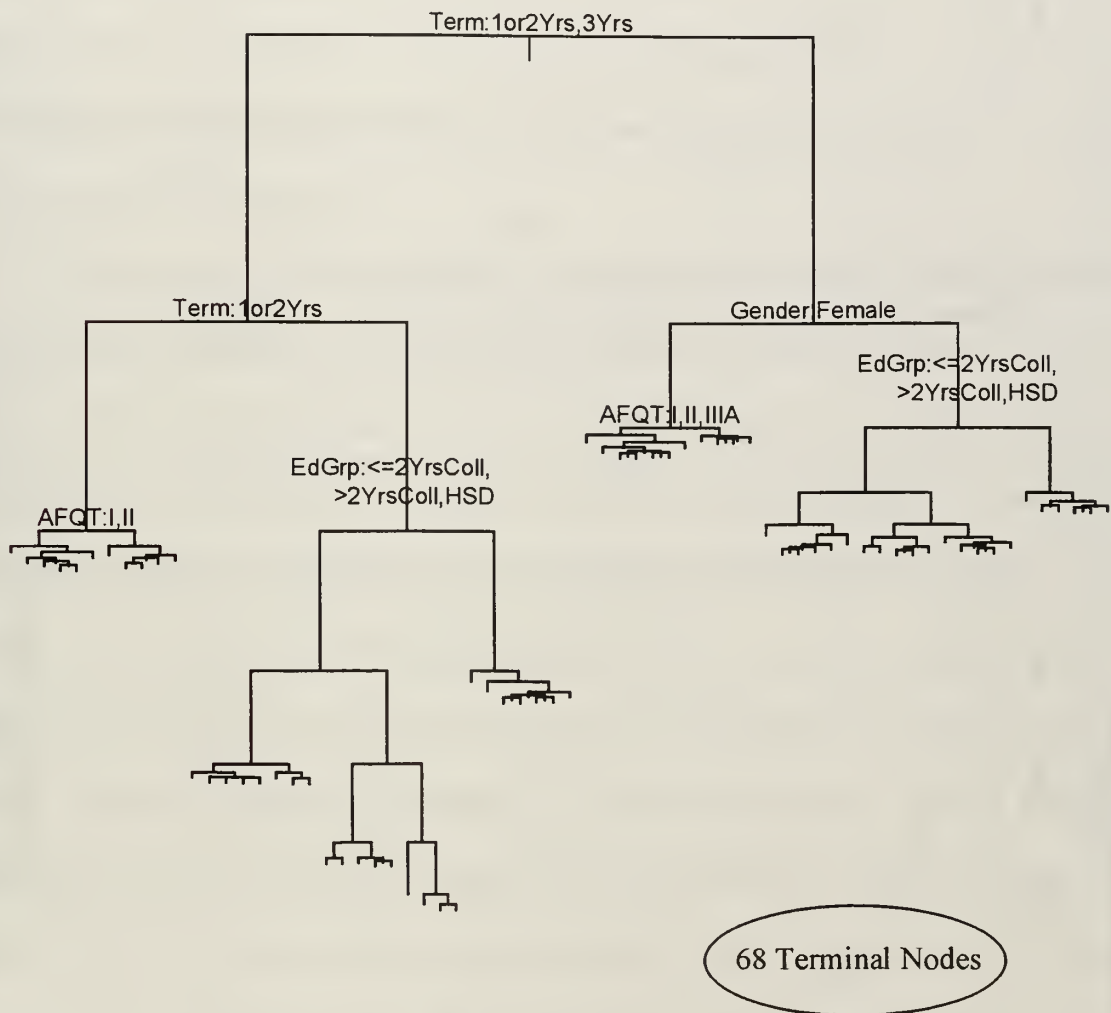 Term:1or2Yrs,3Yrs
Term:1or2Yrs
Gender:Female
EdGrp:<=2YrsColl,
>2YrsColl,HSD
AFQT:I,II,IIIA
EdGrp:<=2YrsColl,
>2YrsColl,HSD
AFQT:I,II
68 Terminal Nodes